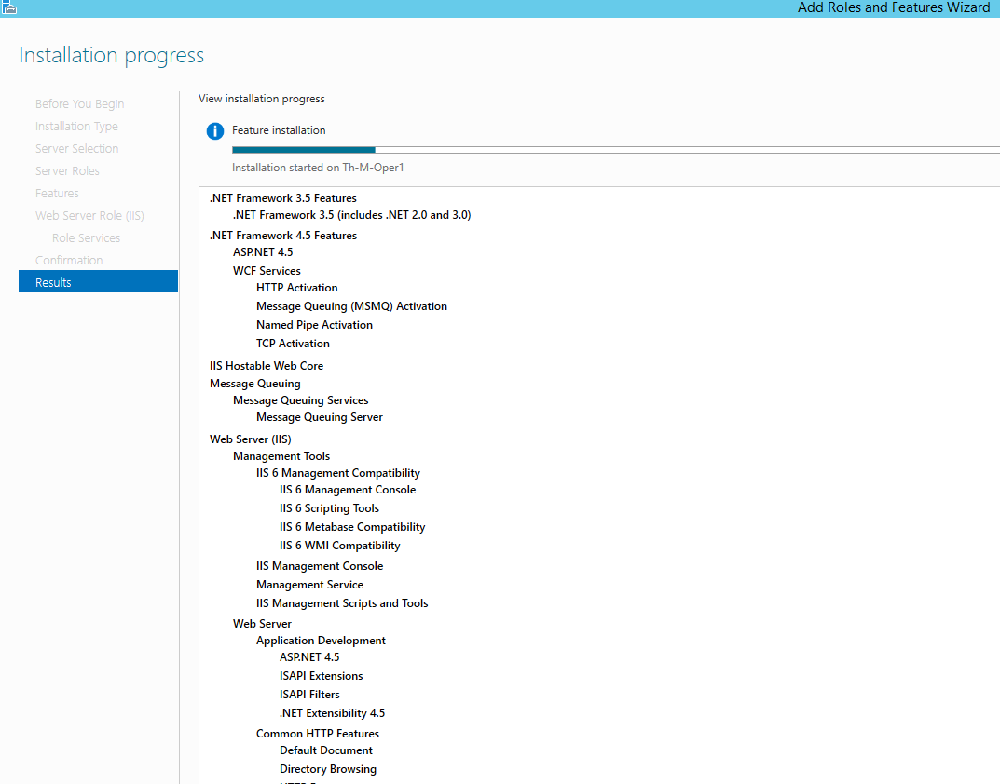 Add Roles and Features Wizard
Installation progress
Before You Begin
Installation Type
Server Selection
Server Roles
Features
Web Server Role (IIS)
Role Services
Confirmation
Results
View installation progress
Feature installation
Installation started on Th-M-Oper1
.NET Framework 3.5 Features
.NET Framework 3.5 (includes .NET 2.0 and 3.0)
.NET Framework 4.5 Features
ASP.NET 4.5
WCF Services
HTTP Activation
Message Queuing (MSMQ) Activation
Named Pipe Activation
TCP Activation
IIS Hostable Web Core
Message Queuing
Message Queuing Services
Message Queuing Server
Web Server (IIS)
Management Tools
IIS 6 Management Compatibility
IIS 6 Management Console
IIS 6 Scripting Tools
IIS 6 Metabase Compatibility
IIS 6 WMI Compatibility
IIS Management Console
Management Service
IIS Management Scripts and Tools
Web Server
Application Development
ASP.NET 4.5
ISAPI Extensions
ISAPI Filters
.NET Extensibility 4.5
Common HTTP Features
Default Document
Directory Browsing